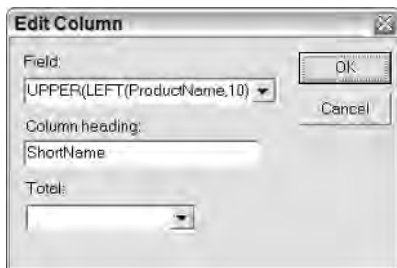 Edit Column
Field:
OK
UPPER(LEFT(ProductName,10)
Cancel
Column heading:
ShortName
Total: